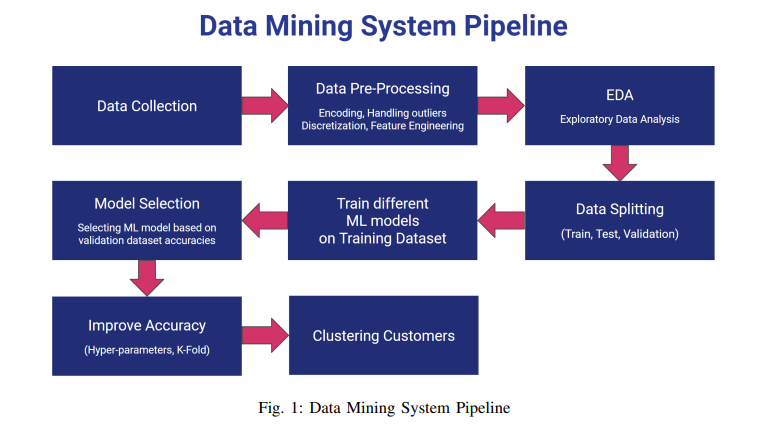 Data Mining System Pipeline
Data Collection
Data Pre-Processing
Encoding, Handling outliers
Discretization, Feature Engineering
EDA
Exploratory Data Analysis
Data Splitting
(Train, Test, Validation)
Train different
ML models
on Training Dataset
Model Selection
Selecting ML model based on
validation dataset accuracies
Improve Accuracy
(Hyper-parameters, K-Fold)
Clustering Customers
Fig. 1: Data Mining System Pipeline